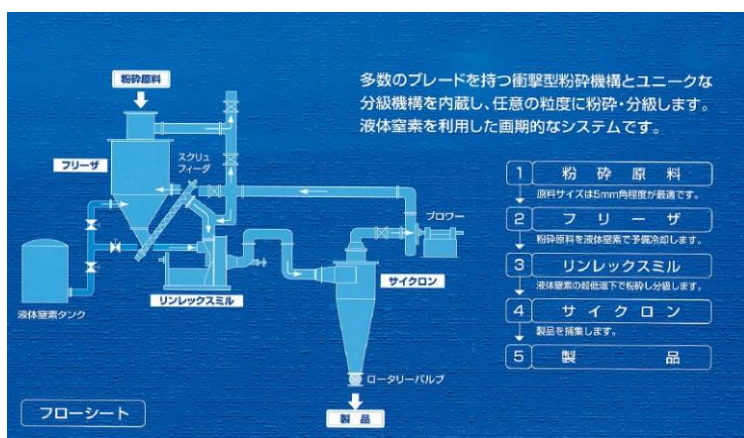 粉砕原料
多数のブレードを持つ衝撃型粉砕機構とユニークな
分級機構を内蔵し、任意の粒度に粉砕・分級します。
液体窒素を利用した画期的なシステムです。
フリーザ
スクリュ
フィーダ
ブロワー
リンレックスミル
サイクロン
液体窒素タンク
ロータリーバルブ
製品
フローシート
1 粉砕原料
原料サイズは5mm角程度が最適です。
2 フリーザ
粉砕原料を液体窒素で予備冷却します。
3 リンレックスミル
液体窒素の超低温下で粉砕し分級します。
4 サイクロン
製品を捕集します。
5 製品